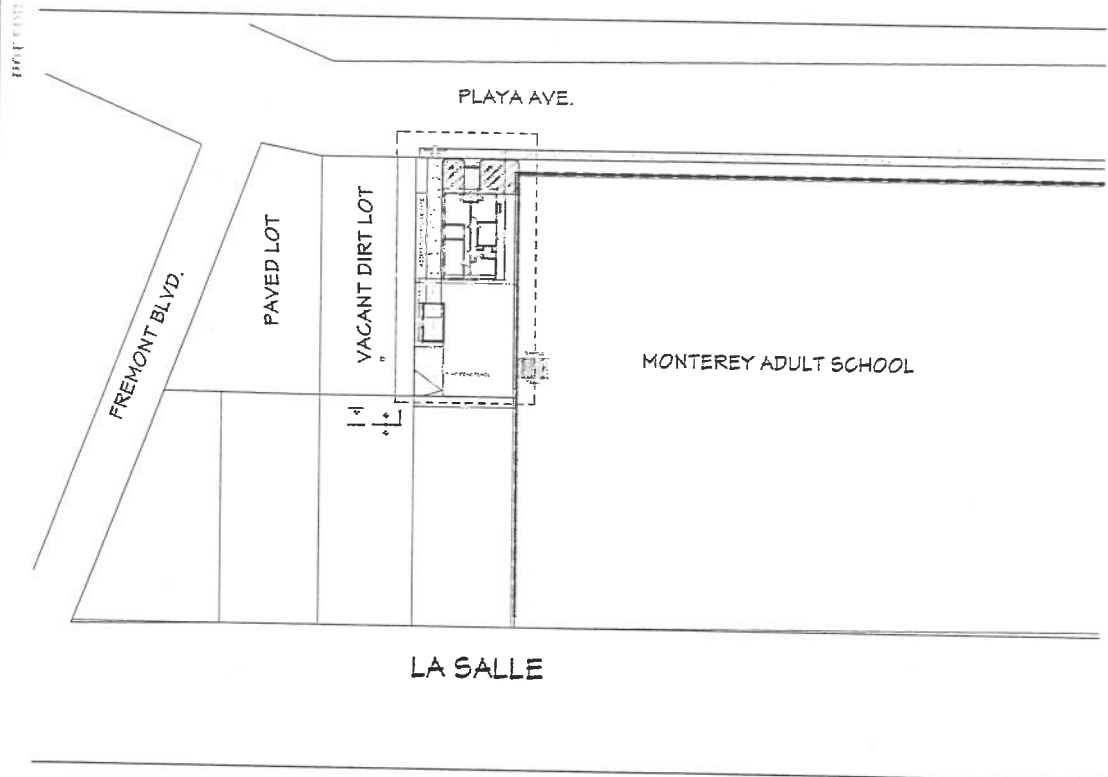 PLAYA AVE.
FREMONT BLVD.
PAVED LOT
VACANT DIRT LOT
MONTEREY ADULT SCHOOL
LA SALLE